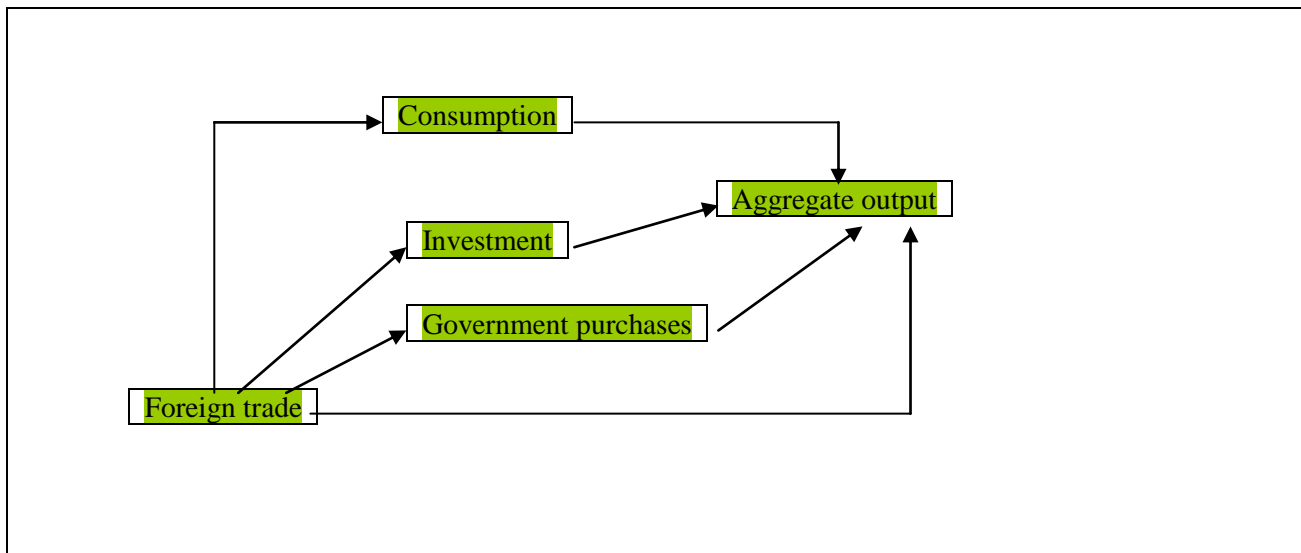 Consumption
Aggregate output
Investment
Government purchases
Foreign trade